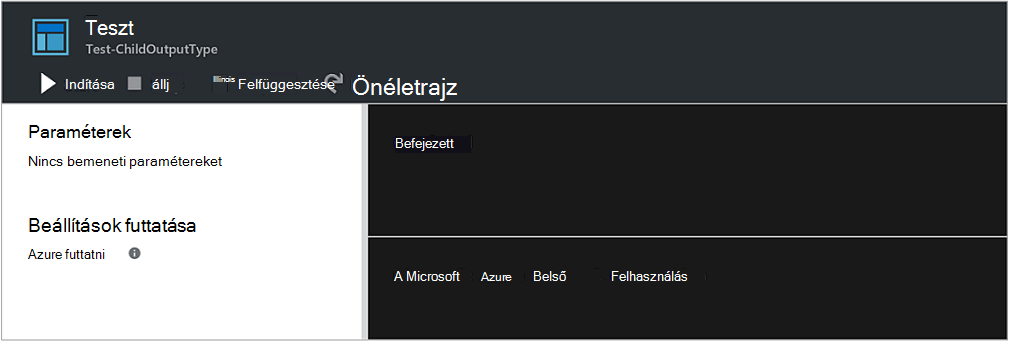 Teszt
Test-ChildOutputType
Indítása állj Illinois Felfüggesztése Önéletrajz
Paraméterek
Nincs bemeneti paramétereket
Beállítások futtatása
Azure futtatni
Befejezett
A Microsoft Azure Belső Felhasználás